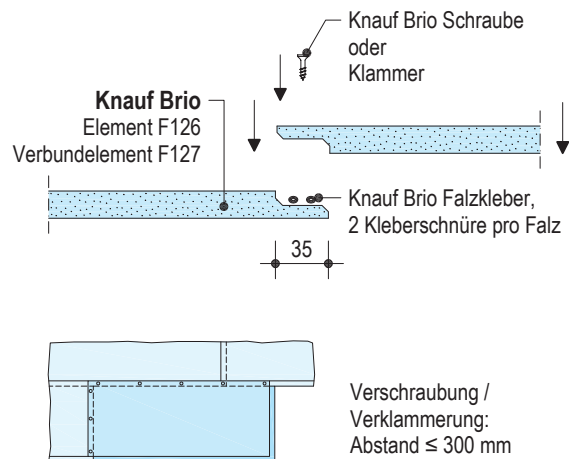 Knauf Brio Schraube
oder
Klammer
Knauf Brio
Element F126
Verbundelement F127
Knauf Brio Falzkleber,
2 Kleberschnüre pro Falz
35
Verschraubung /
Verklammerung:
Abstand ≤ 300 mm